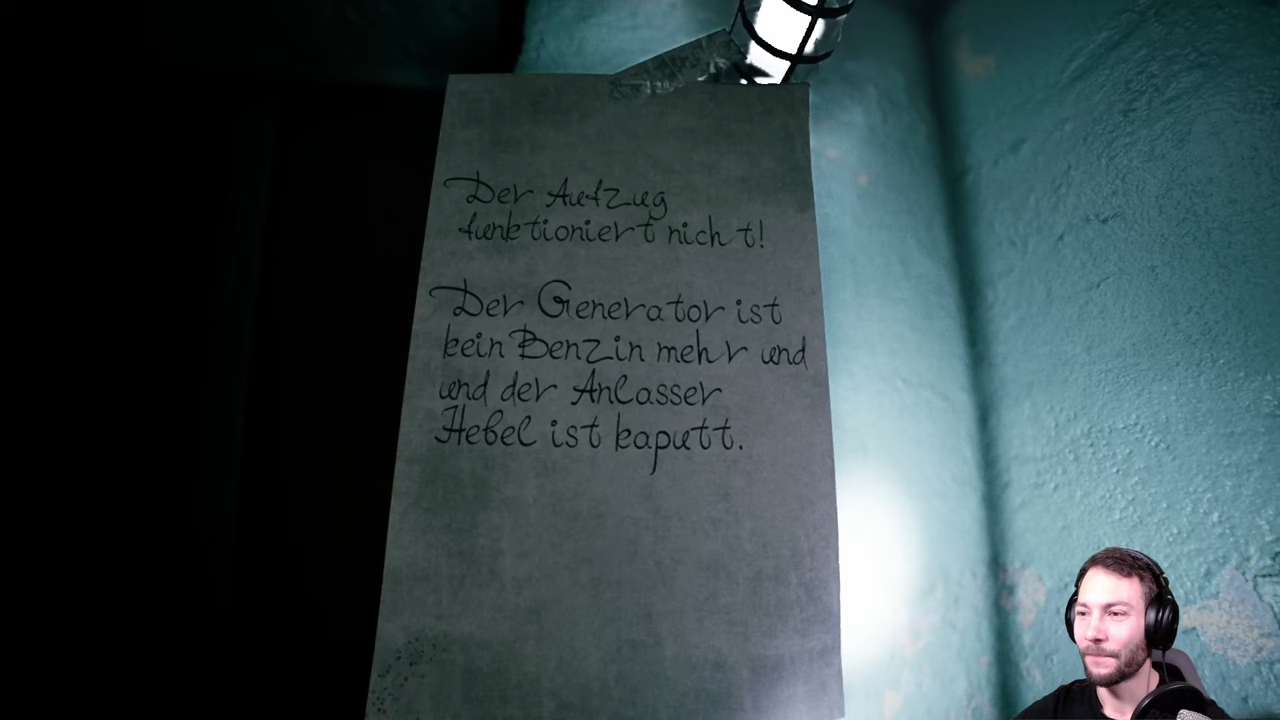 Der Aufzug
funktioniert nicht!
Der Generator ist
kein Benzin mehr und
und der Anlasser
Hebel ist kaputt.